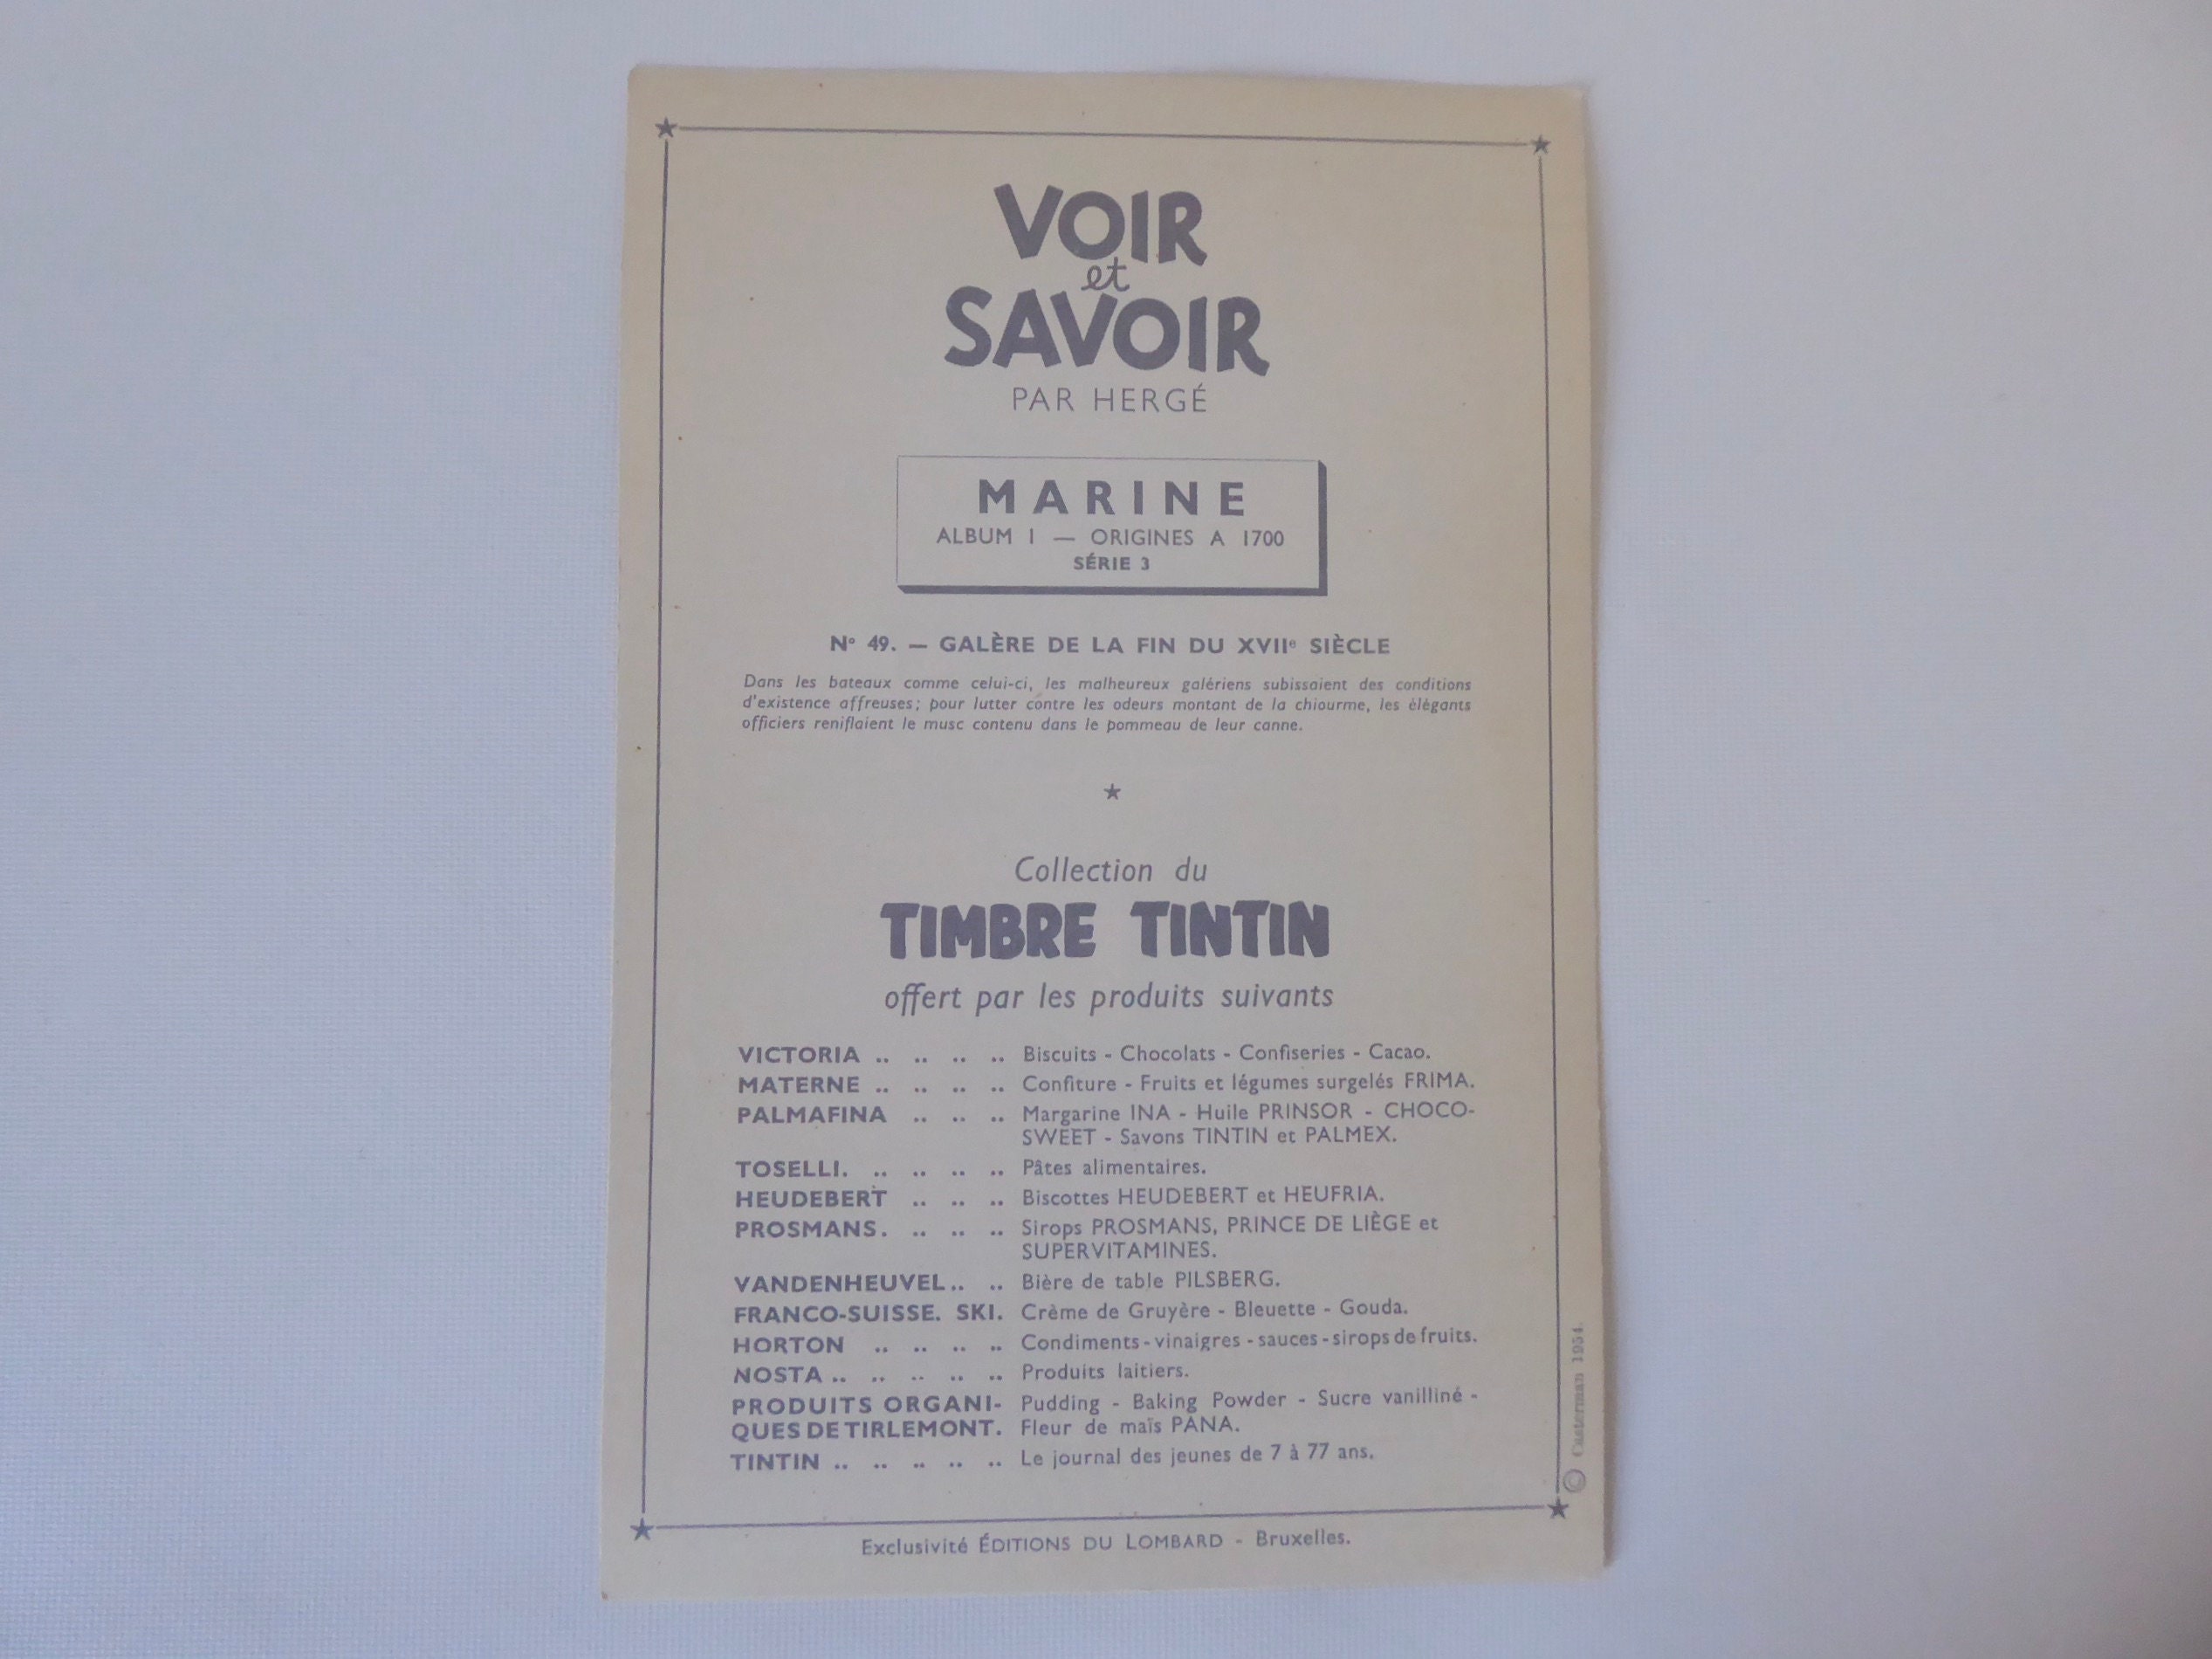 VOIR
et
SAVOIR
PAR HERGÉ
MARINE
ALBUM I — ORIGINES A 1700
SÉRIE 3
Nº 49. — GALÈRE DE LA FIN DU XVIIᵉ SIÈCLE
Dans les bateaux comme celui-ci, les malheureux galériens subissaient des conditions
d'existence affreuses; pour lutter contre les odeurs montant de la chiourme, les élégants
officiers reniflaient le musc contenu dans le pommeau de leur canne.
★
Collection du
TIMBRE TINTIN
offert par les produits suivants
VICTORIA .. .. .. .. Biscuits - Chocolats - Confiseries - Cacao.
MATERNE .. .. .. .. Confiture - Fruits et légumes surgelés FRIMA.
PALMAFINA .. .. .. Margarine INA - Huile PRINSOR - CHOCO-
SWEET - Savons TINTIN et PALMEX.
TOSELLI. .. .. .. .. Pâtes alimentaires.
HEUDEBERT .. .. .. Biscottes HEUDEBERT et HEUFRIA.
PROSMANS. .. .. .. Sirops PROSMANS, PRINCE DE LIÈGE et
SUPERVITAMINES.
VANDENHEUVEL.. .. Bière de table PILSBERG.
FRANCO-SUISSE. SKI. Crème de Gruyère - Bleuette - Gouda.
HORTON .. .. .. .. Condiments - vinaigres - sauces - sirops de fruits.
NOSTA .. .. .. .. .. Produits laitiers.
PRODUITS ORGANI- Pudding - Baking Powder - Sucre vanilliné -
QUES DE TIRLEMONT. Fleur de maïs PANA.
TINTIN .. .. .. .. .. Le journal des jeunes de 7 à 77 ans.
© Casterman 1954.
Exclusivité ÉDITIONS DU LOMBARD - Bruxelles.